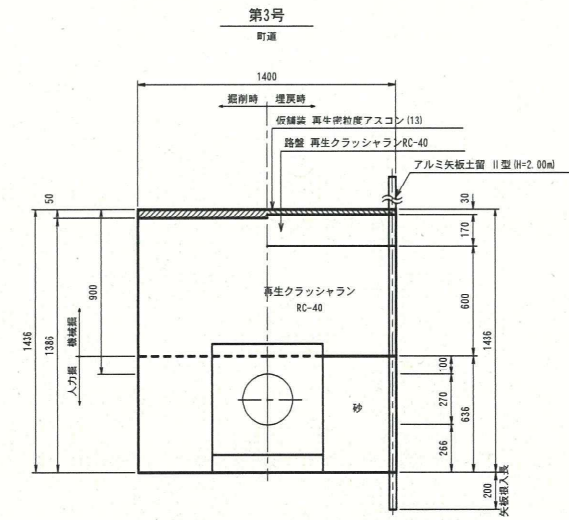 第3号
町道
1400
掘削時 埋戻時
仮舗装 再生密粒度アスコン(13)
路盤 再生クラッシャランRC-40
アルミ矢板土留 II型(H=2.00m)
50
30
170
900
再生クラッシャラン
RC-40
600
1436
1386
機械掘
人力掘
1436
100
270
636
砂
266
200
矢板根入長